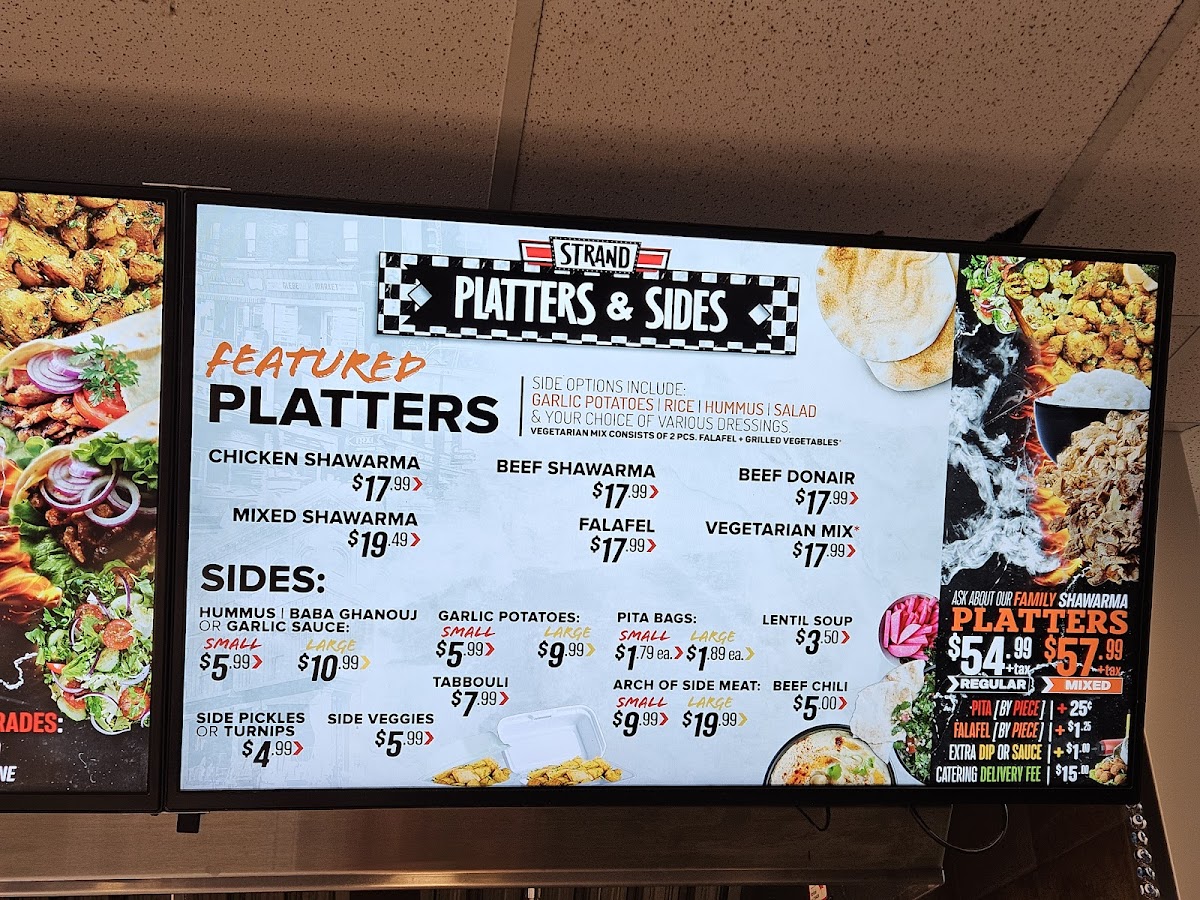 STRAND
PLATTERS & SIDES
FEATURED
PLATTERS
SIDE OPTIONS INCLUDE:
GARLIC POTATOES | RICE | HUMMUS | SALAD
& YOUR CHOICE OF VARIOUS DRESSINGS.
VEGETARIAN MIX CONSISTS OF 2 PCS. FALAFEL + GRILLED VEGETABLES*
CHICKEN SHAWARMA
$17.99
BEEF SHAWARMA
$17.99
BEEF DONAIR
$17.99
MIXED SHAWARMA
$19.49
FALAFEL
$17.99
VEGETARIAN MIX*
$17.99
SIDES:
HUMMUS | BABA GHANOUJ
OR GARLIC SAUCE:
SMALL LARGE
$5.99 $10.99
GARLIC POTATOES:
SMALL LARGE
$5.99 $9.99
PITA BAGS:
SMALL LARGE
$1.79 ea. $1.89 ea.
LENTIL SOUP
$3.50
TABBOULI
$7.99
ARCH OF SIDE MEAT:
SMALL LARGE
$9.99 $19.99
BEEF CHILI
$5.00
SIDE PICKLES
OR TURNIPS
$4.99
SIDE VEGGIES
$5.99
ASK ABOUT OUR FAMILY SHAWARMA
PLATTERS
$54.99 +tax $57.99 +tax
REGULAR MIXED
PITA [BY PIECE] + 25¢
FALAFEL [BY PIECE] + $1.25
EXTRA DIP OR SAUCE + $1.00
CATERING DELIVERY FEE $15.00
RADES:
NE